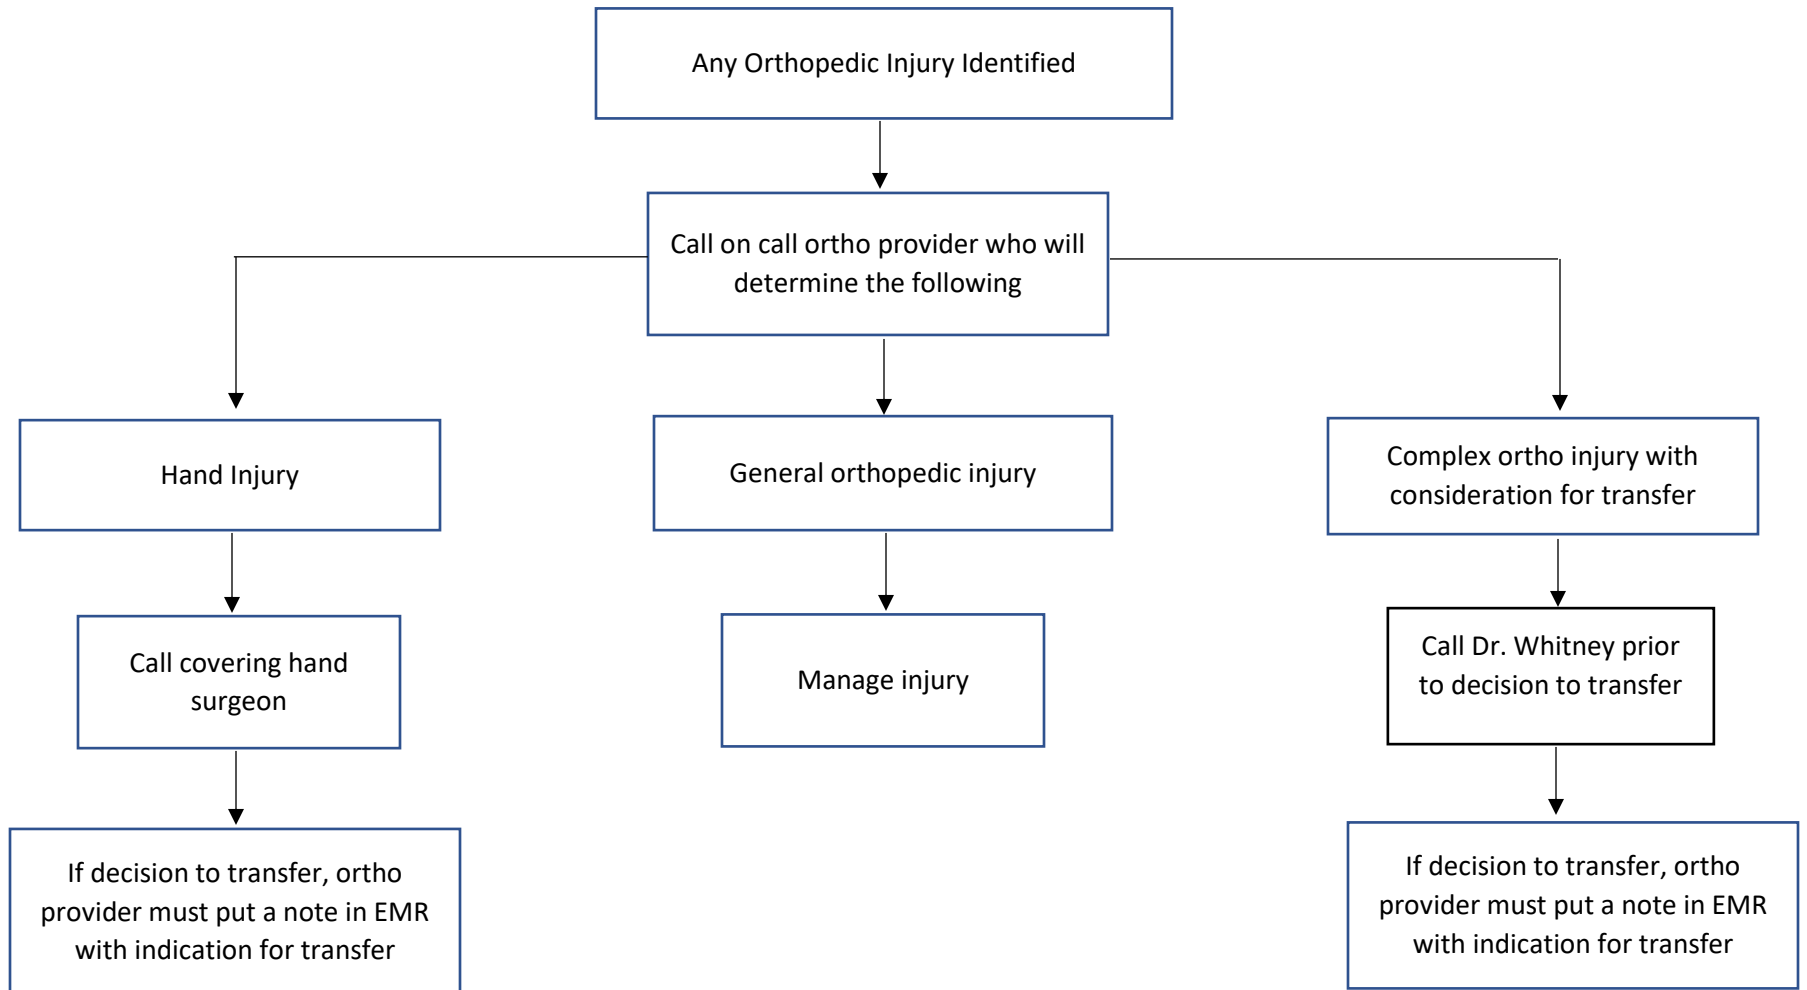 Any Orthopedic Injury Identified
Call on call ortho provider who will
determine the following
Hand Injury
General orthopedic injury
Complex ortho injury with
consideration for transfer
Call covering hand
surgeon
Manage injury
Call Dr. Whitney prior
to decision to transfer
If decision to transfer, ortho
provider must put a note in EMR
with indication for transfer
If decision to transfer, ortho
provider must put a note in EMR
with indication for transfer